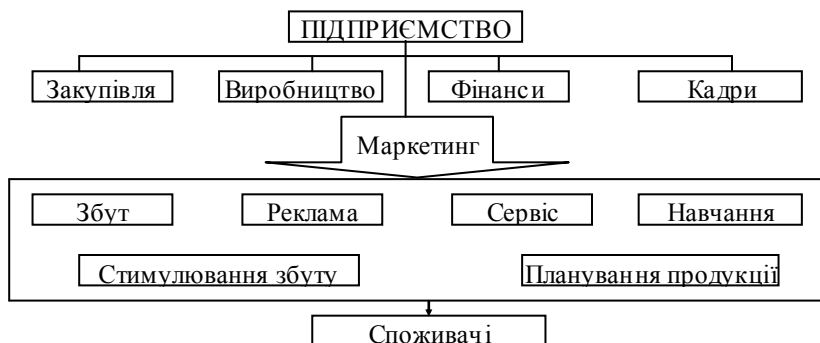 ПІДПРИЄМСТВО
Закупівля Виробництво Фінанси Кадри
Маркетинг
Збут Реклама Сервіс Навчання
Стимулювання збуту Планування продукції
Споживачі